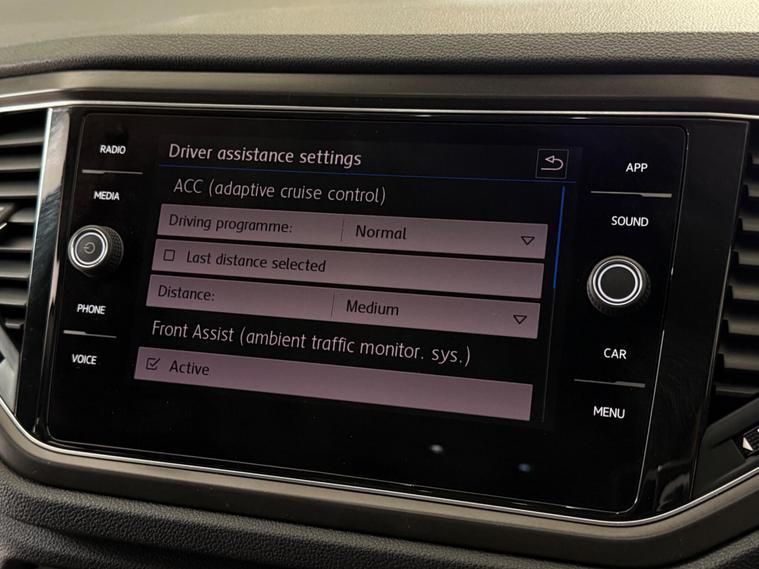 RADIO
MEDIA
PHONE
VOICE
Driver assistance settings
ACC (adaptive cruise control)
Driving programme: Normal
Last distance selected
Distance: Medium
Front Assist (ambient traffic monitor. sys.)
Active
APP
SOUND
CAR
MENU